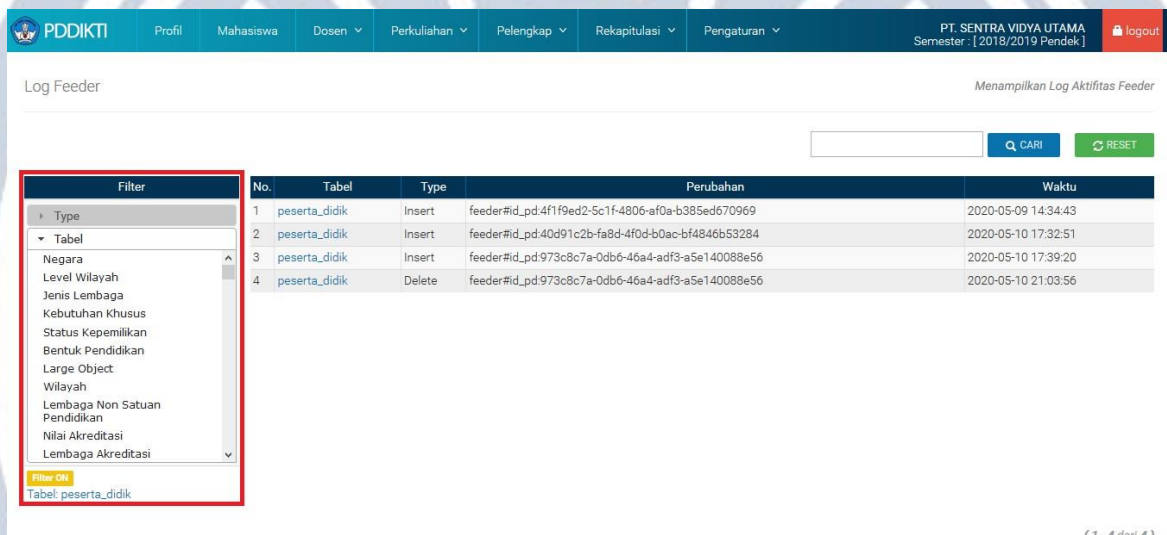 PDDIKTI Profil Mahasiswa Dosen Perkuliahan Pelengkap Rekapitulasi Pengaturan PT. SENTRA VIDYA UTAMA logout
Semester : [ 2018/2019 Pendek ]
Log Feeder Menampilkan Log Aktifitas Feeder
CARI RESET
Filter
Type
Tabel
Negara
Level Wilayah
Jenis Lembaga
Kebutuhan Khusus
Status Kepemilikan
Bentuk Pendidikan
Large Object
Wilayah
Lembaga Non Satuan
Pendidikan
Nilai Akreditasi
Lembaga Akreditasi
Filter ON
Tabel: peserta_didik
No. Tabel Type Perubahan Waktu
1 peserta_didik Insert feeder#id_pd:4f1f9ed2-5c1f-4806-af0a-b385ed670969 2020-05-09 14:34:43
2 peserta_didik Insert feeder#id_pd:40d91c2b-fa8d-4f0d-b0ac-bf4846b53284 2020-05-10 17:32:51
3 peserta_didik Insert feeder#id_pd:973c8c7a-0db6-46a4-adf3-a5e140088e56 2020-05-10 17:39:20
4 peserta_didik Delete feeder#id_pd:973c8c7a-0db6-46a4-adf3-a5e140088e56 2020-05-10 21:03:56
( 1 - 4 dari 4 )